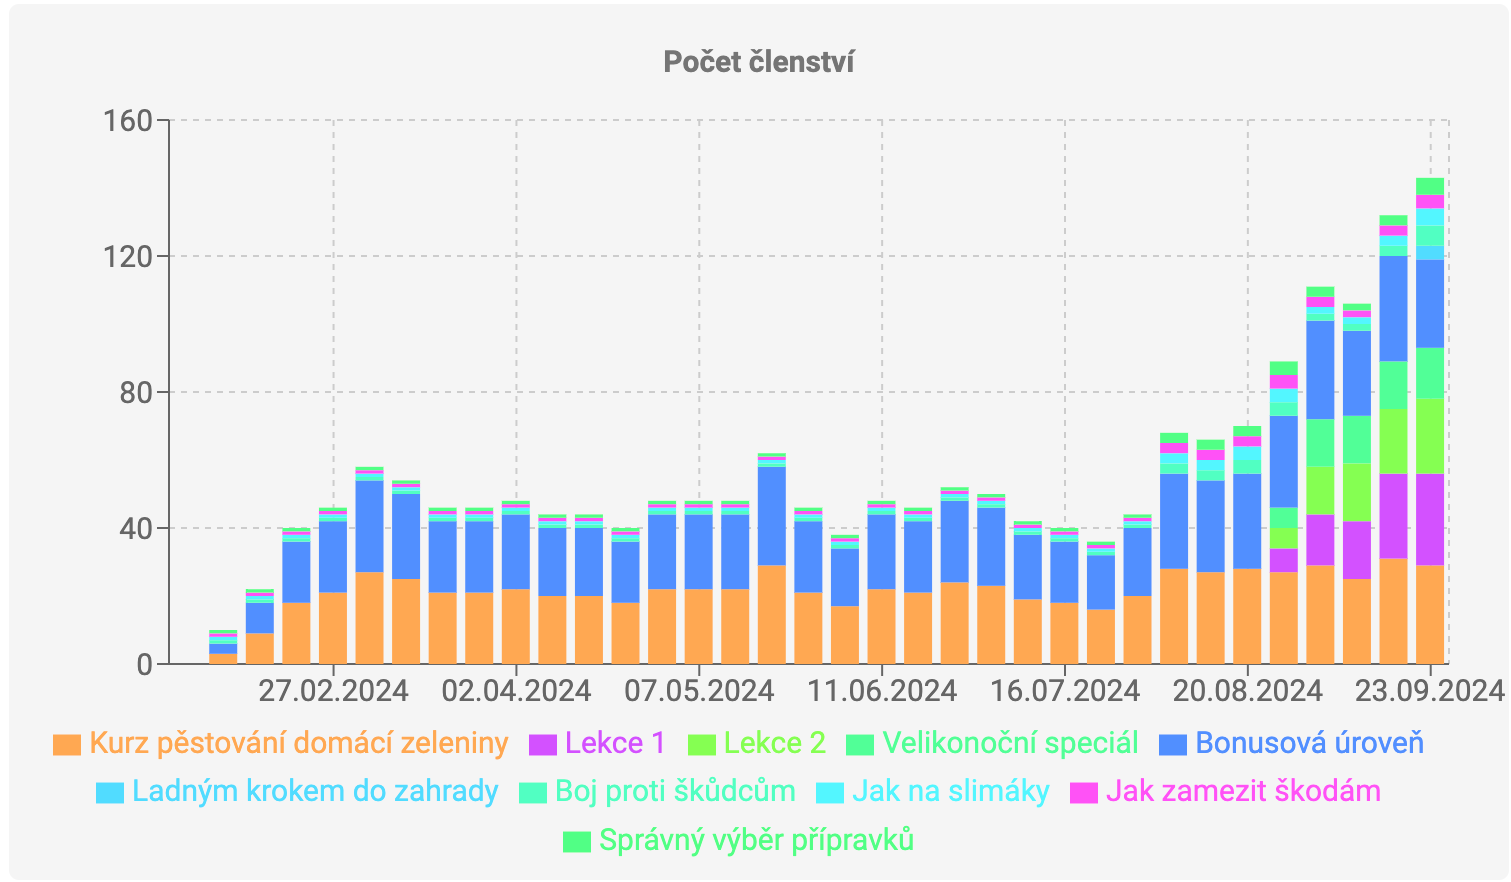 Počet členství
160
120
80
40
0
27.02.2024 02.04.2024 07.05.2024 11.06.2024 16.07.2024 20.08.2024 23.09.2024
Kurz pěstování domácí zeleniny Lekce 1 Lekce 2 Velikonoční speciál Bonusová úroveň
Ladným krokem do zahrady Boj proti škůdcům Jak na slimáky Jak zamezit škodám
Správný výběr přípravků